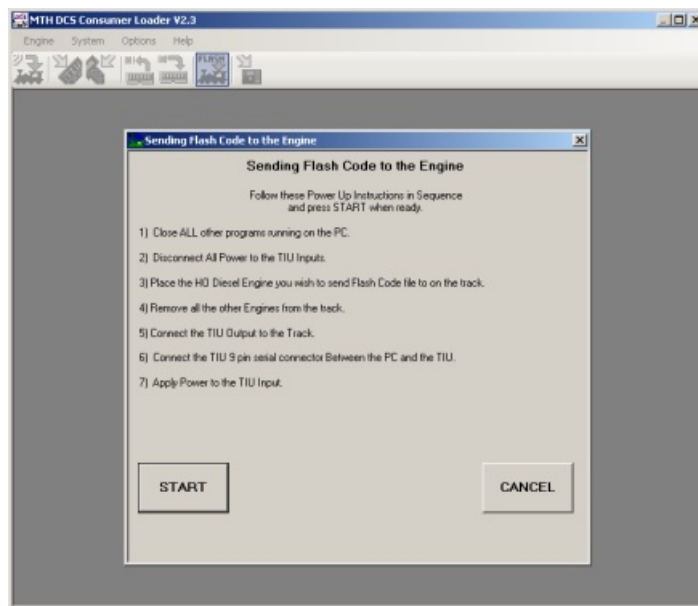 MTH DCS Consumer Loader V2.3
Engine System Options Help
FLASH
Sending Flash Code to the Engine
Sending Flash Code to the Engine
Follow these Power Up Instructions in Sequence
and press START when ready.
1) Close ALL other programs running on the PC.
2) Disconnect All Power to the TIU Inputs.
3) Place the HO Diesel Engine you wish to send Flash Code file to on the track.
4) Remove all the other Engines from the track.
5) Connect the TIU Output to the Track.
6) Connect the TIU 9 pin serial connector Between the PC and the TIU.
7) Apply Power to the TIU Input.
START CANCEL